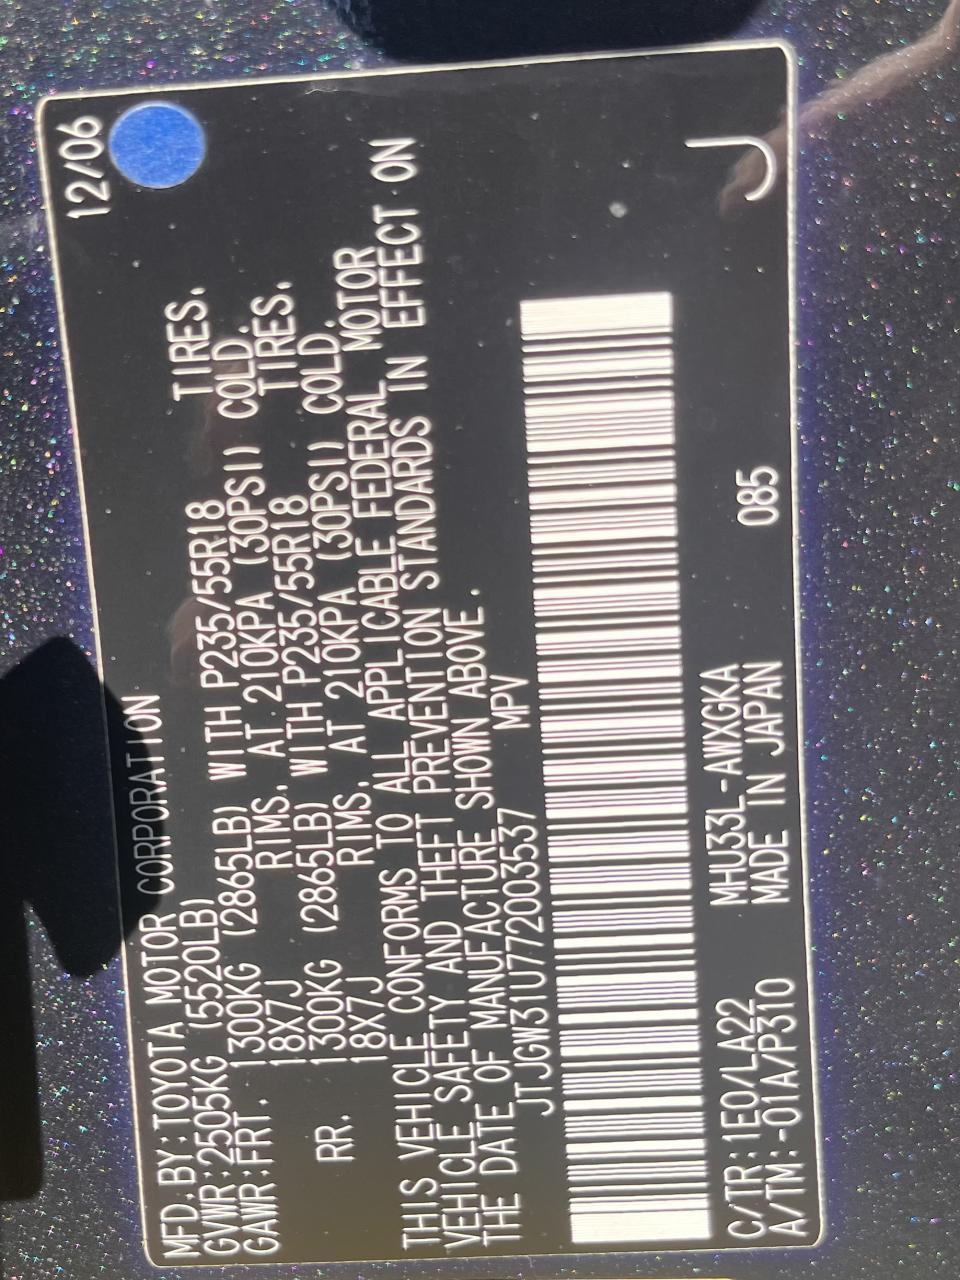 MFD.BY:TOYOTA MOTOR CORPORATION 12/06
GVWR:2505KG (5520LB)
GAWR:FRT. 1300KG (2865LB) WITH P235/55R18 TIRES.
18X7J RIMS, AT 210KPA (30PSI) COLD.
RR. 1300KG (2865LB) WITH P235/55R18 TIRES.
18X7J RIMS, AT 210KPA (30PSI) COLD.
THIS VEHICLE CONFORMS TO ALL APPLICABLE FEDERAL MOTOR
VEHICLE SAFETY AND THEFT PREVENTION STANDARDS IN EFFECT ON
THE DATE OF MANUFACTURE SHOWN ABOVE.
JTJGW31U772003537 MPV
C/TR:1E0/LA22 MHU33L-AWXGKA 085
A/TM:-01A/P310 MADE IN JAPAN
J